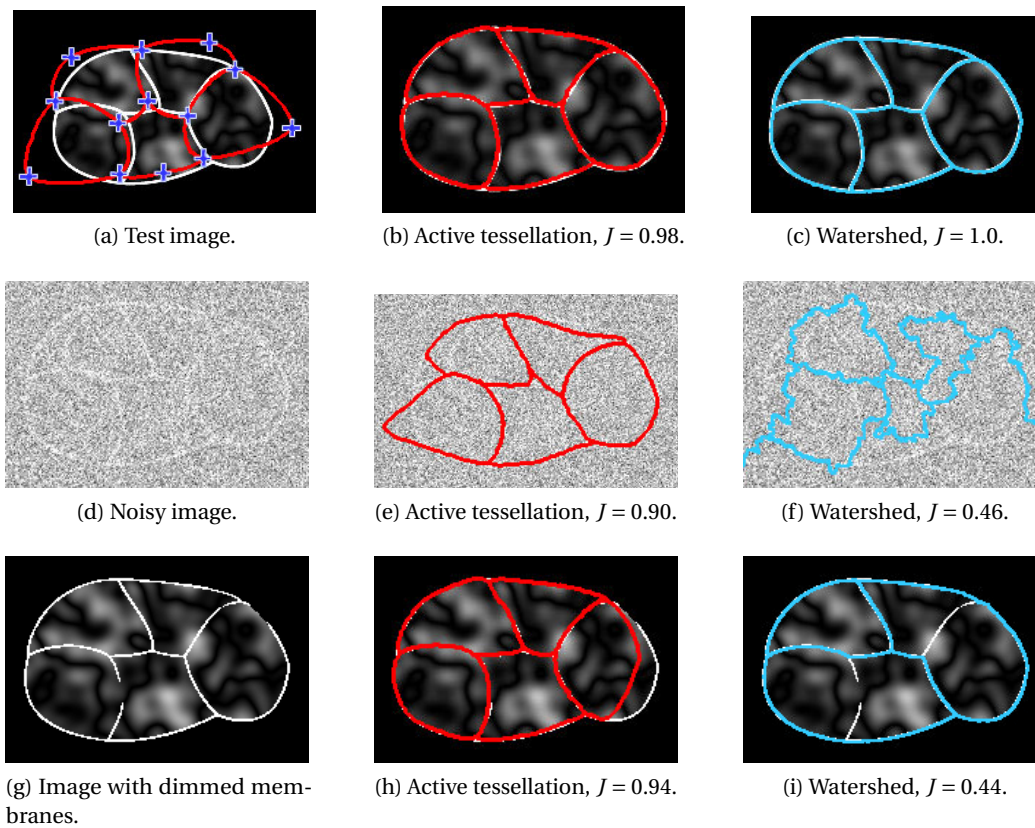 (a) Test image.
(b) Active tessellation, J = 0.98.
(c) Watershed, J = 1.0.
(d) Noisy image.
(e) Active tessellation, J = 0.90.
(f) Watershed, J = 0.46.
(g) Image with dimmed mem-
branes.
(h) Active tessellation, J = 0.94.
(i) Watershed, J = 0.44.